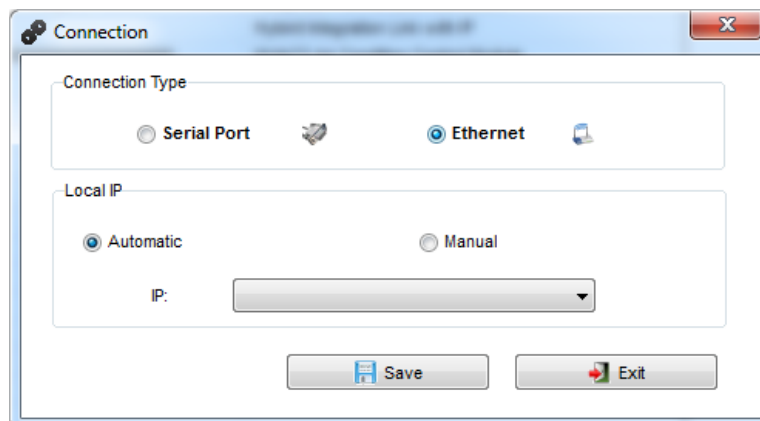 Connection
Connection Type
Serial Port Ethernet
Local IP
Automatic Manual
IP:
Save Exit